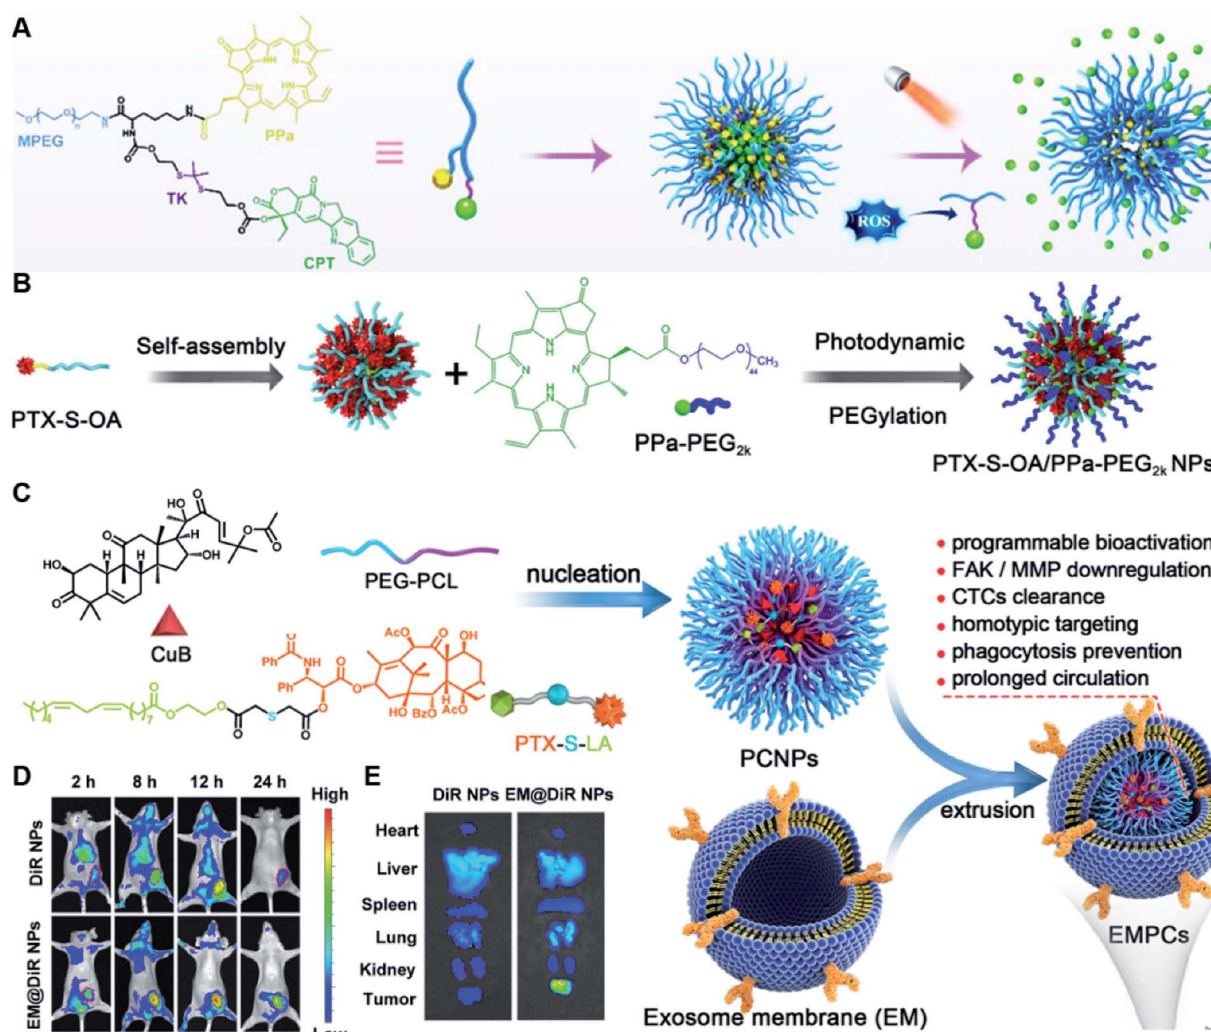 A
MPEG
PPa
TK
CPT
ROS
B
PTX-S-OA
Self-assembly
+
PPa-PEG2k
Photodynamic
PEGylation
PTX-S-OA/PPa-PEG2k NPs
C
CuB
PEG-PCL
nucleation
PTX-S-LA
PCNPs
• programmable bioactivation
• FAK / MMP downregulation
• CTCs clearance
• homotypic targeting
• phagocytosis prevention
• prolonged circulation
extrusion
Exosome membrane (EM)
EMPCs
D
2 h 8 h 12 h 24 h
High
DiR NPs
EM@DiR NPs
Low
E
DiR NPs EM@DiR NPs
Heart
Liver
Spleen
Lung
Kidney
Tumor